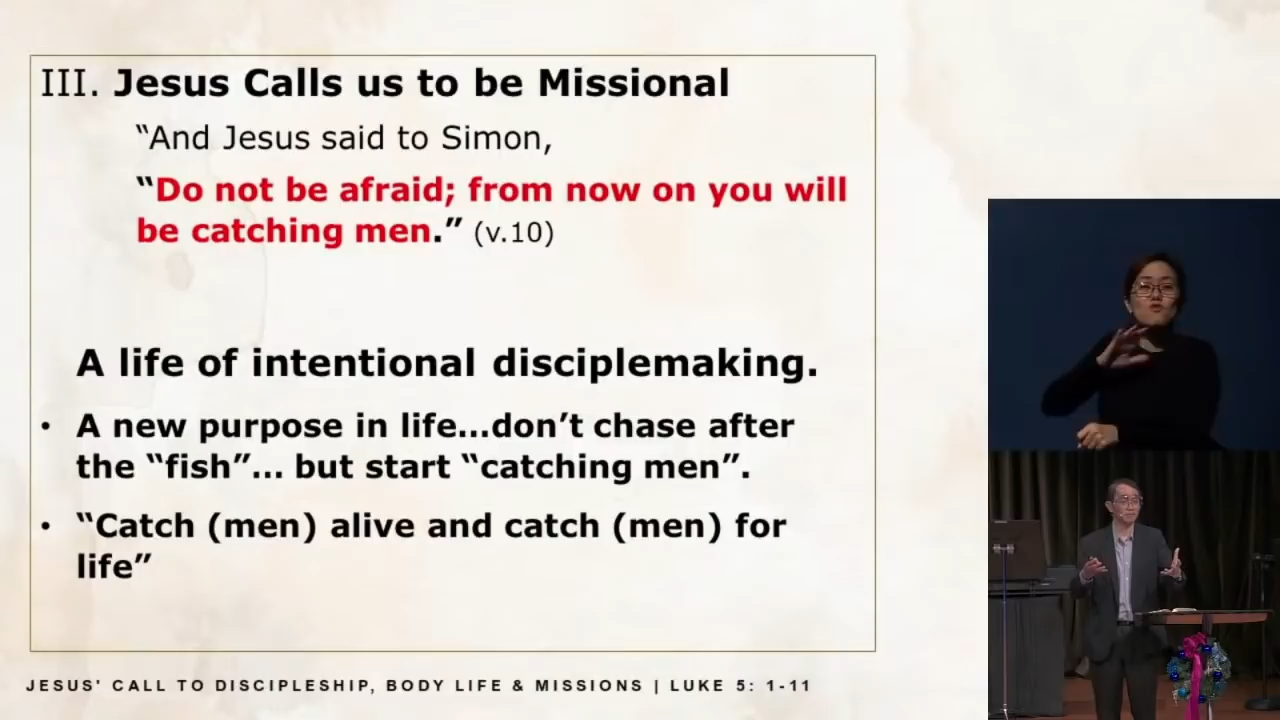 III. Jesus Calls us to be Missional
“And Jesus said to Simon,
“Do not be afraid; from now on you will
be catching men.” (v.10)
A life of intentional disciplemaking.
• A new purpose in life...don’t chase after
the “fish”... but start “catching men”.
• “Catch (men) alive and catch (men) for
life”
JESUS' CALL TO DISCIPLESHIP, BODY LIFE & MISSIONS | LUKE 5: 1-11